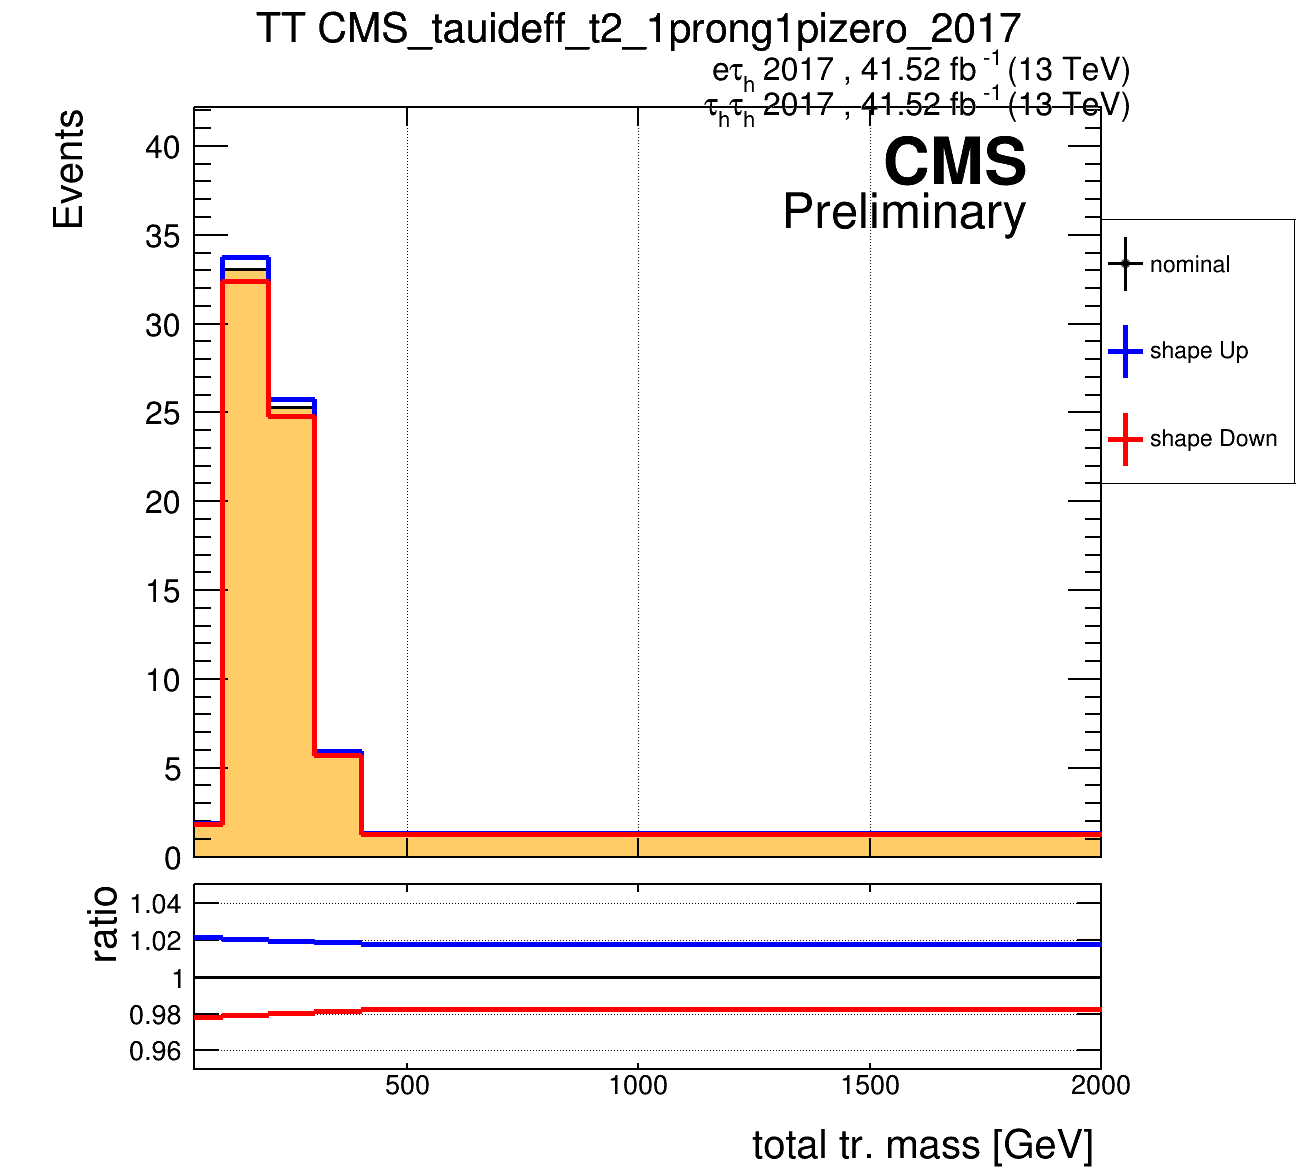 TT CMS_tauideff_t2_1prong1pizero_2017
eτh 2017 , 41.52 fb -1 (13 TeV)
τhτh 2017 , 41.52 fb -1 (13 TeV)
CMS
Preliminary
Events
40
35
30
25
20
15
10
5
0
nominal
shape Up
shape Down
ratio
1.04
1.02
1
0.98
0.96
500
1000
1500
2000
total tr. mass [GeV]